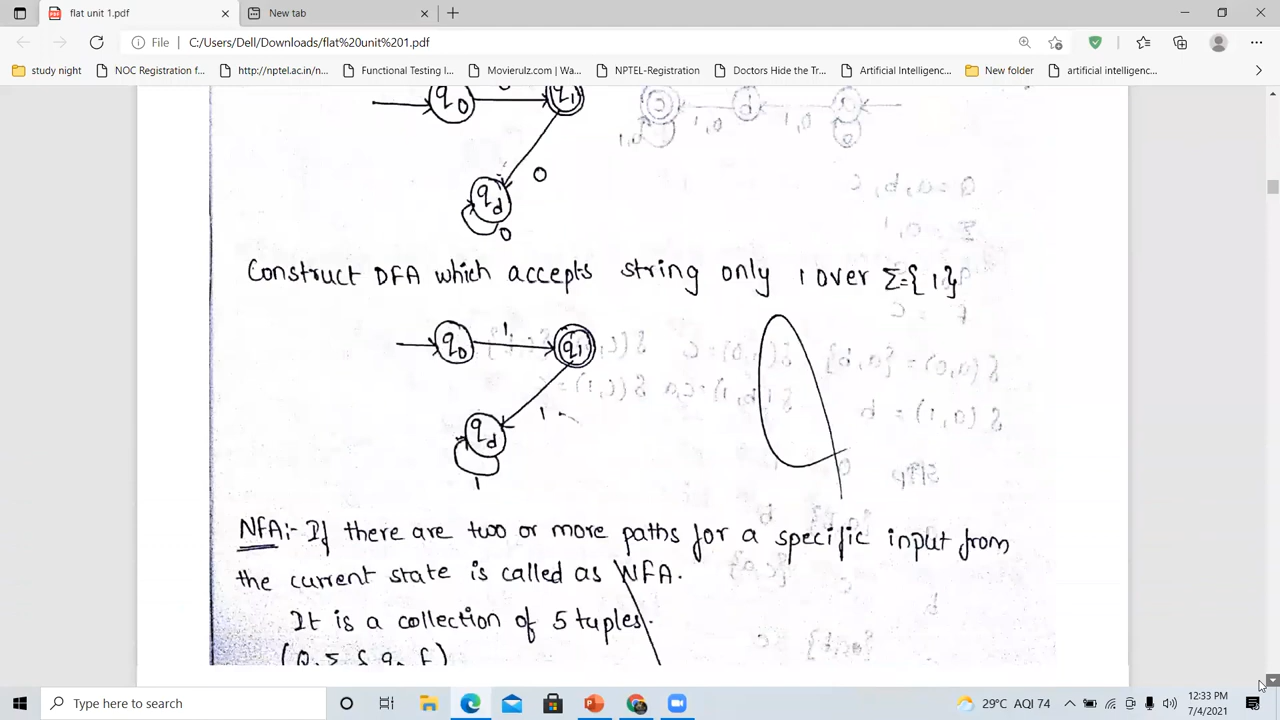 flat unit 1.pdf
New tab
File
C:/Users/Dell/Downloads/flat%20unit%201.pdf
study night
NOC Registration f...
http://nptel.ac.in/n...
Functional Testing I...
Movierulz.com | Wa...
NPTEL-Registration
Doctors Hide the Tr...
Artificial Intelligenc...
New folder
artificial intelligenc...
q0
q1
0
qd
0
Construct DFA which accepts string only 1 over Σ={1}
q0
1
q1
1
qd
1
NFA:- If there are two or more paths for a specific input from
the current state is called as NFA.
It is a collection of 5 tuples.
Type here to search
29°C AQI 74
12:33 PM
7/4/2021